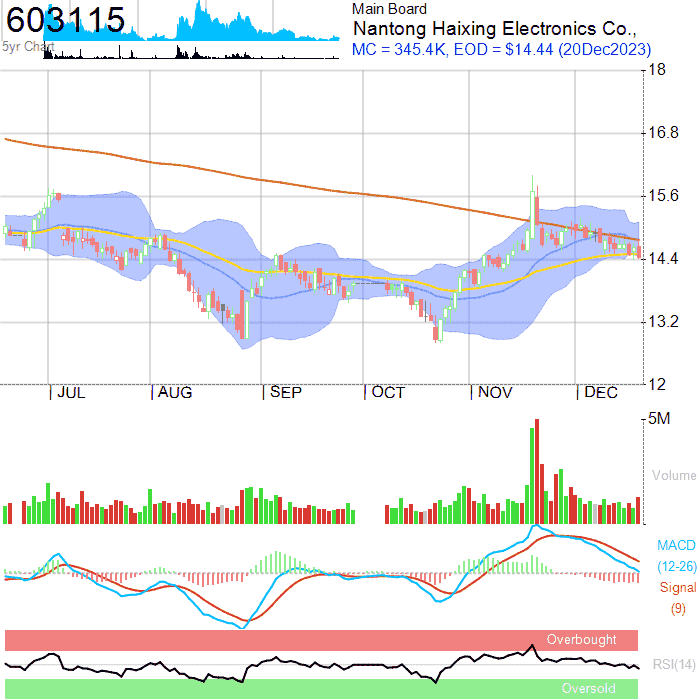 603115
5yr Chart
Main Board
Nantong Haixing Electronics Co.,
MC = 345.4K, EOD = $14.44 (20Dec2023)
18
16.8
15.6
14.4
13.2
12
JUL AUG SEP OCT NOV DEC
5M
Volume
MACD
(12-26)
Signal
(9)
Overbought
RSI(14)
Oversold